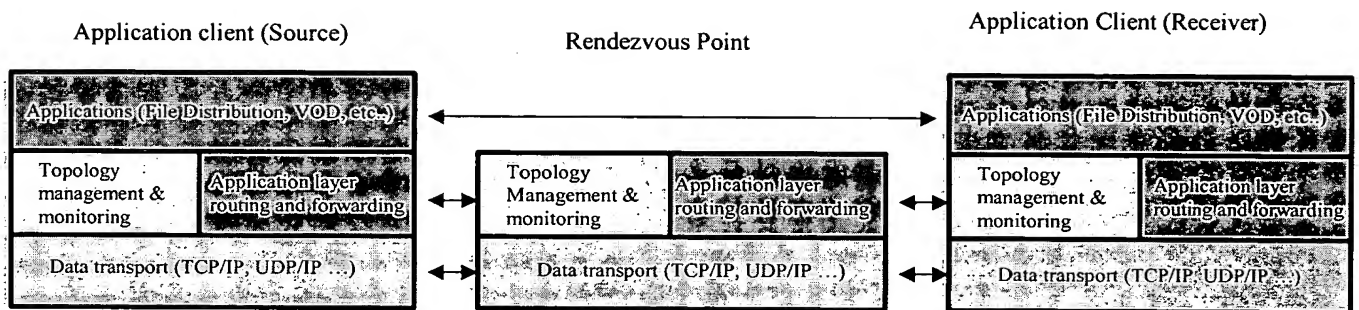 Application client (Source)
Rendezvous Point
Application Client (Receiver)
Applications (File Distribution, VOD, etc..)
Applications (File Distribution, VOD, etc..)
Topology
management &
monitoring
Application layer
routing and forwarding
Topology
Management &
monitoring
Application layer
routing and forwarding
Topology
management &
monitoring
Application layer
routing and forwarding
Data transport (TCP/IP, UDP/IP ...)
Data transport (TCP/IP, UDP/IP ...)
Data transport (TCP/IP, UDP/IP ...)